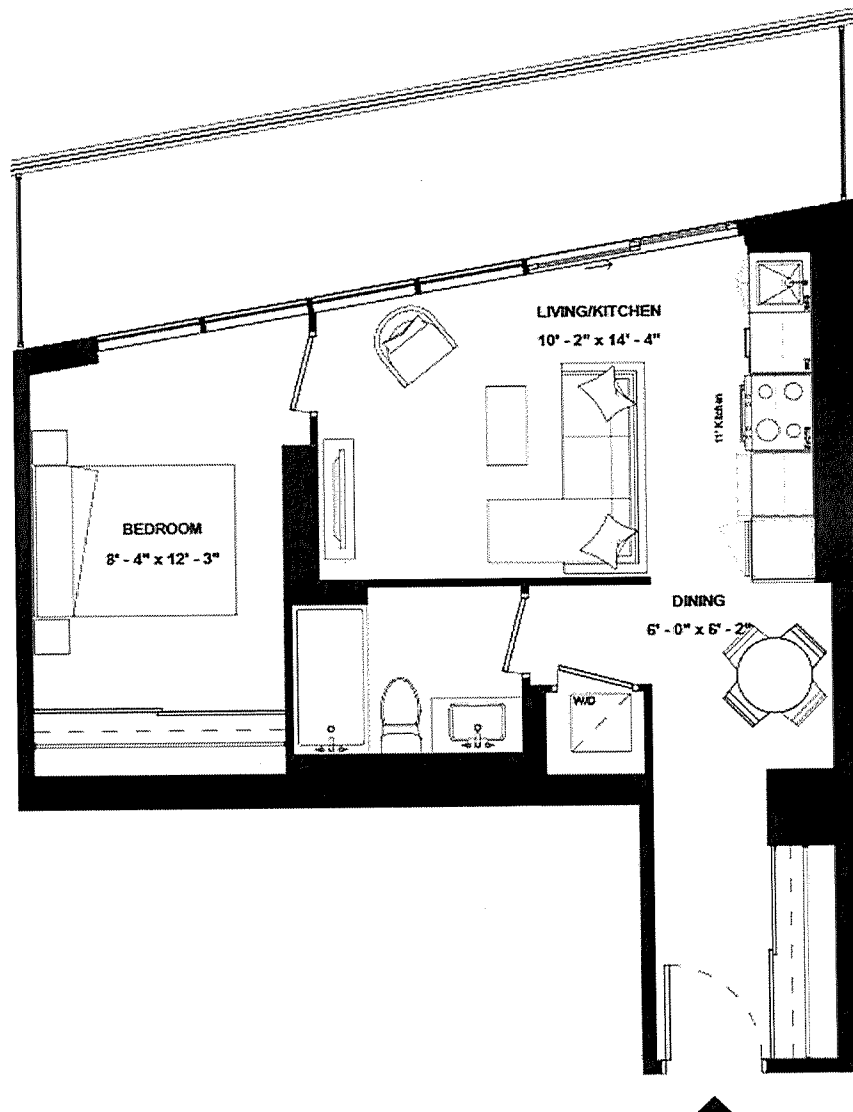 LIVING/KITCHEN
10' - 2" x 14' - 4"
11' Kitchen
BEDROOM
8' - 4" x 12' - 3"
DINING
6' - 0" x 6' - 2"
W/D